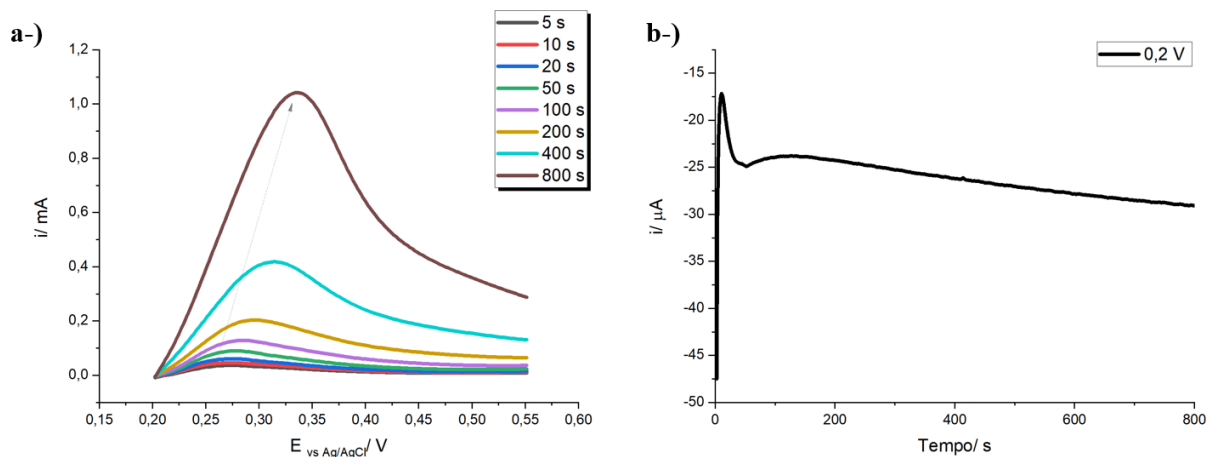 a-)
5 s
10 s
20 s
50 s
100 s
200 s
400 s
800 s
1,2
1,0
0,8
0,6
0,4
0,2
0,0
i/ mA
0,15 0,20 0,25 0,30 0,35 0,40 0,45 0,50 0,55 0,60
E vs Ag/AgCl/ V
b-)
0,2 V
-15
-20
-25
-30
-35
-40
-45
-50
i/ µA
0 200 400 600 800
Tempo/ s